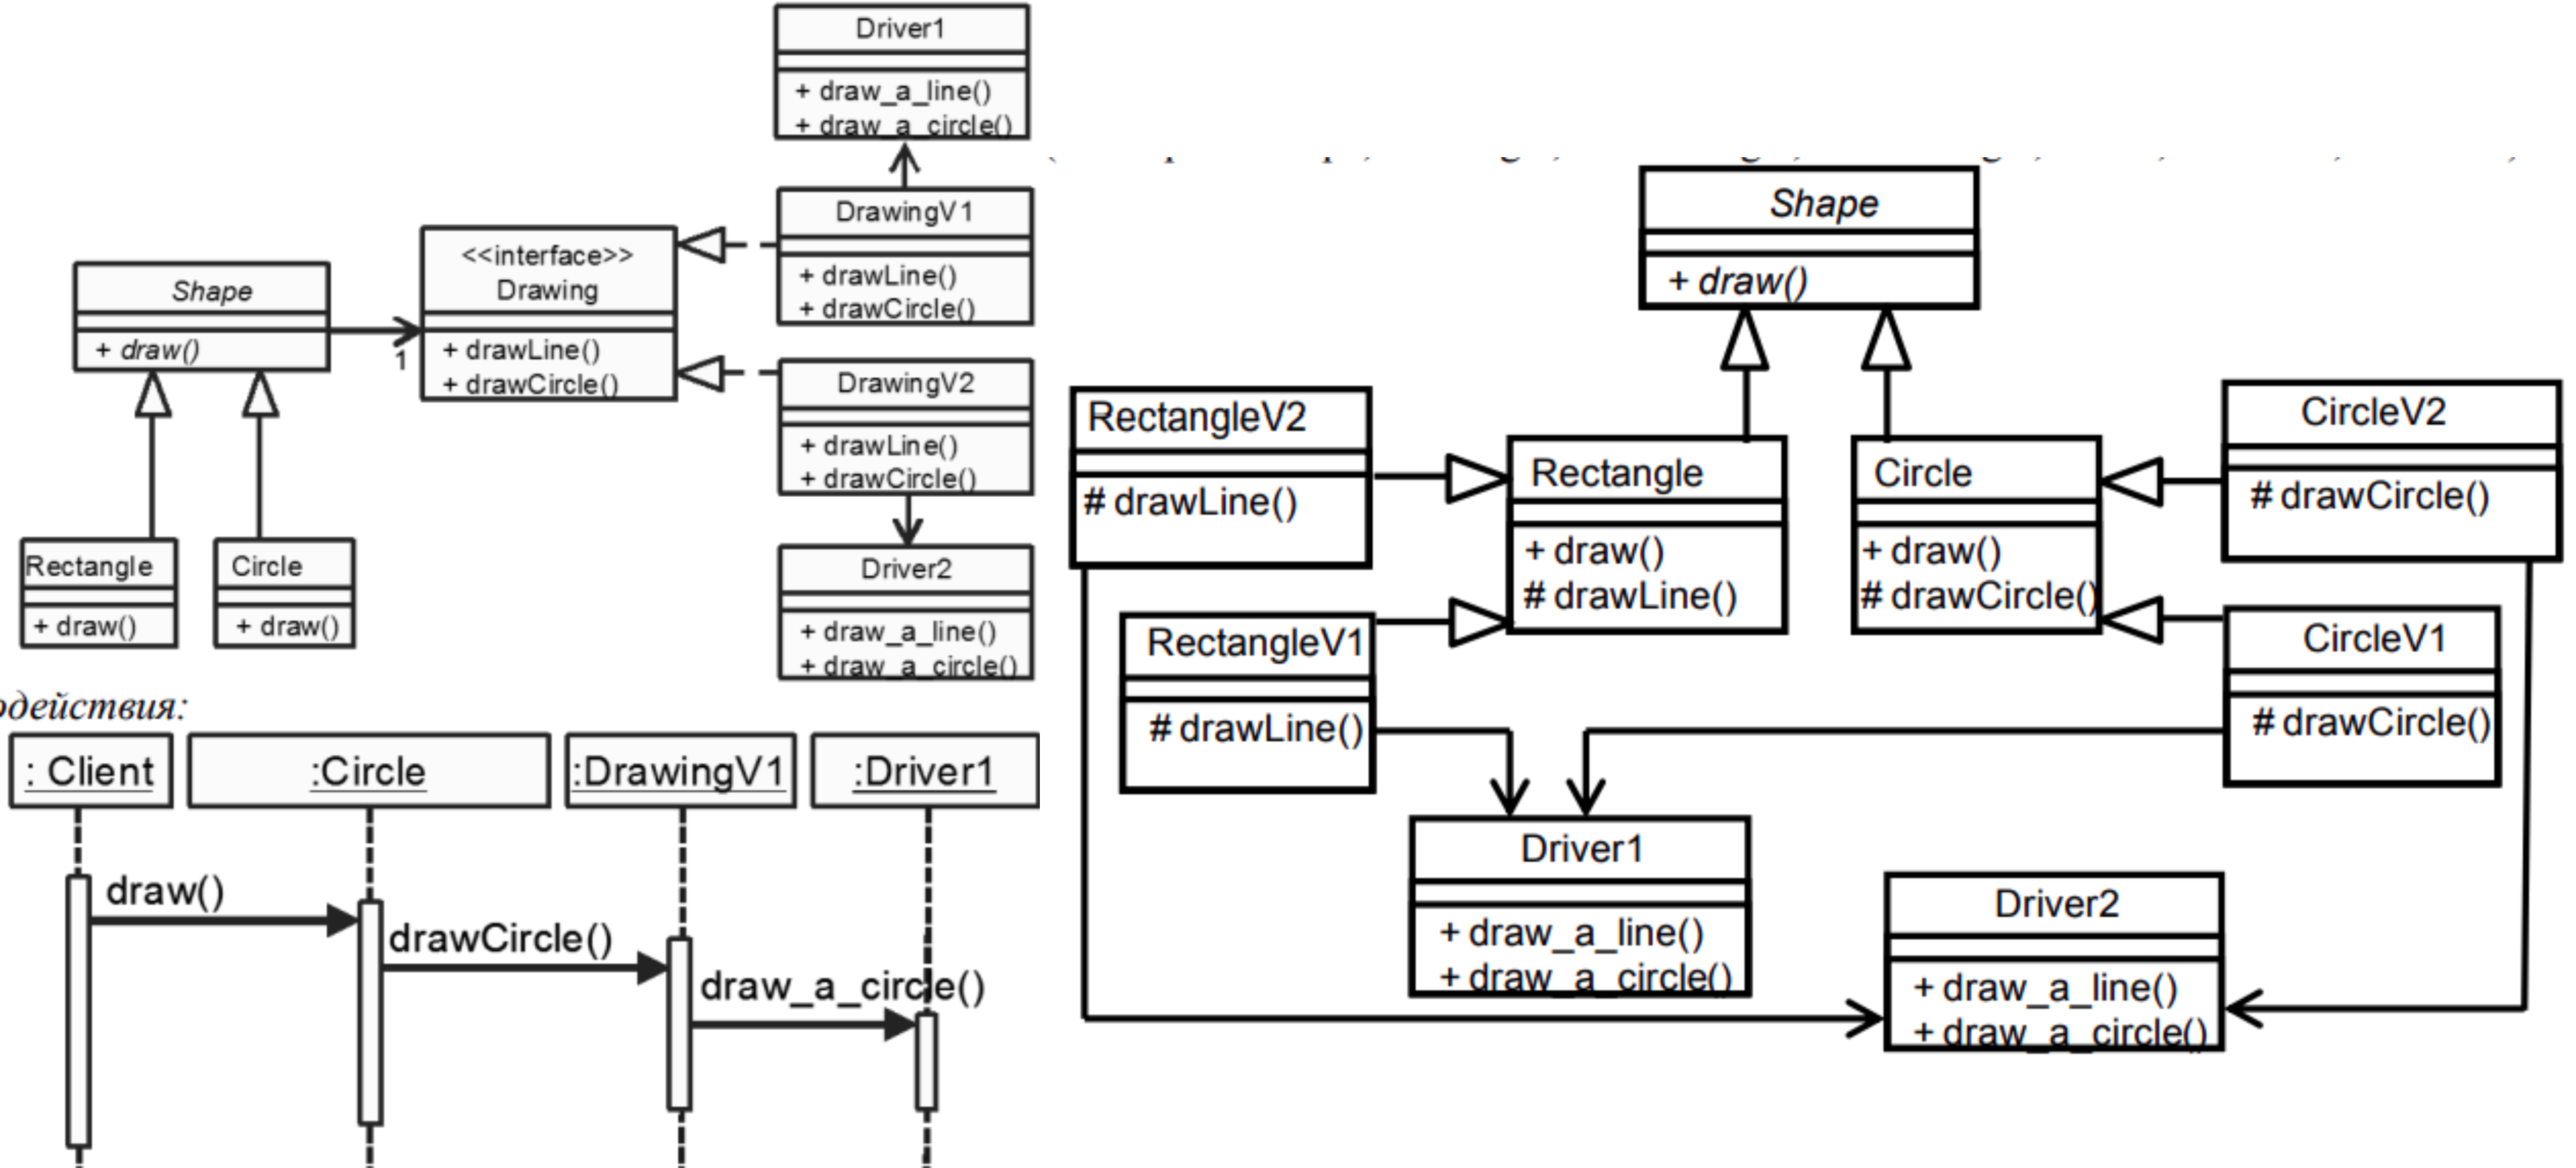 Driver1
+ draw_a_line()
+ draw_a_circle()
DrawingV1
+ drawLine()
+ drawCircle()
<<interface>>
Drawing
+ drawLine()
+ drawCircle()
Shape
+ draw()
1
DrawingV2
+ drawLine()
+ drawCircle()
Rectangle
+ draw()
Circle
+ draw()
Driver2
+ draw_a_line()
+ draw_a_circle()
одействия:
: Client
:Circle
:DrawingV1
:Driver1
draw()
drawCircle()
draw_a_circle()
Shape
+ draw()
RectangleV2
# drawLine()
Rectangle
+ draw()
# drawLine()
Circle
+ draw()
# drawCircle()
CircleV2
# drawCircle()
RectangleV1
# drawLine()
CircleV1
# drawCircle()
Driver1
+ draw_a_line()
+ draw_a_circle()
Driver2
+ draw_a_line()
+ draw_a_circle()